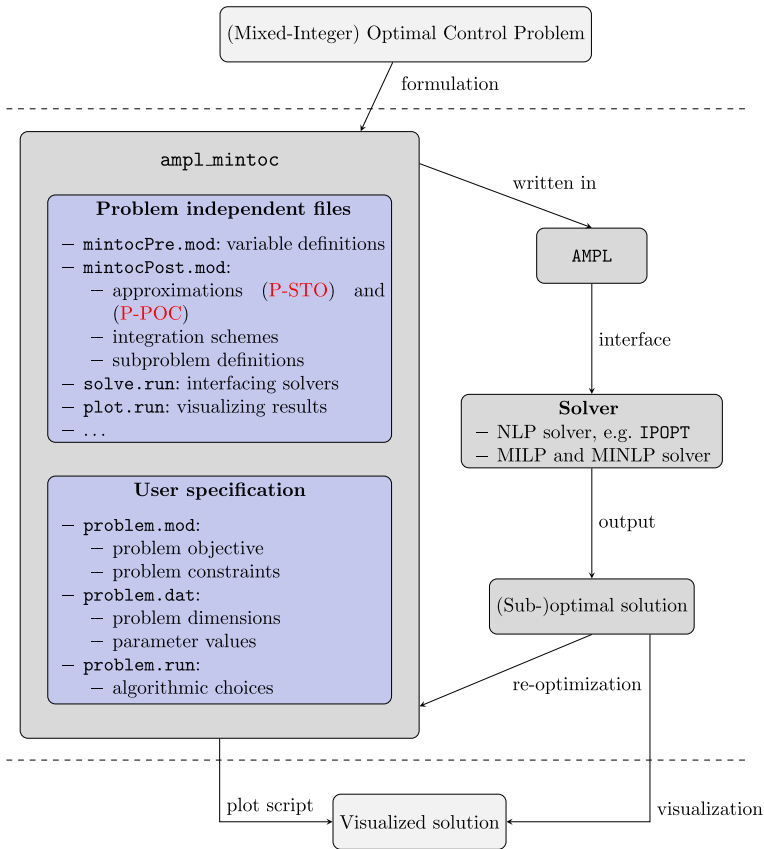 (Mixed-Integer) Optimal Control Problem
formulation
ampl_mintoc
Problem independent files
– mintocPre.mod: variable definitions
– mintocPost.mod:
– approximations (P-STO) and
(P-POC)
– integration schemes
– subproblem definitions
– solve.run: interfacing solvers
– plot.run: visualizing results
– ...
User specification
– problem.mod:
– problem objective
– problem constraints
– problem.dat:
– problem dimensions
– parameter values
– problem.run:
– algorithmic choices
written in
AMPL
interface
Solver
– NLP solver, e.g. IPOPT
– MILP and MINLP solver
output
(Sub-)optimal solution
re-optimization
plot script
visualization
Visualized solution